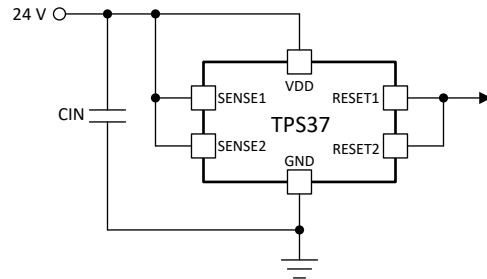 24 V
VDD
SENSE1 RESET1
CIN
TPS37
SENSE2 RESET2
GND